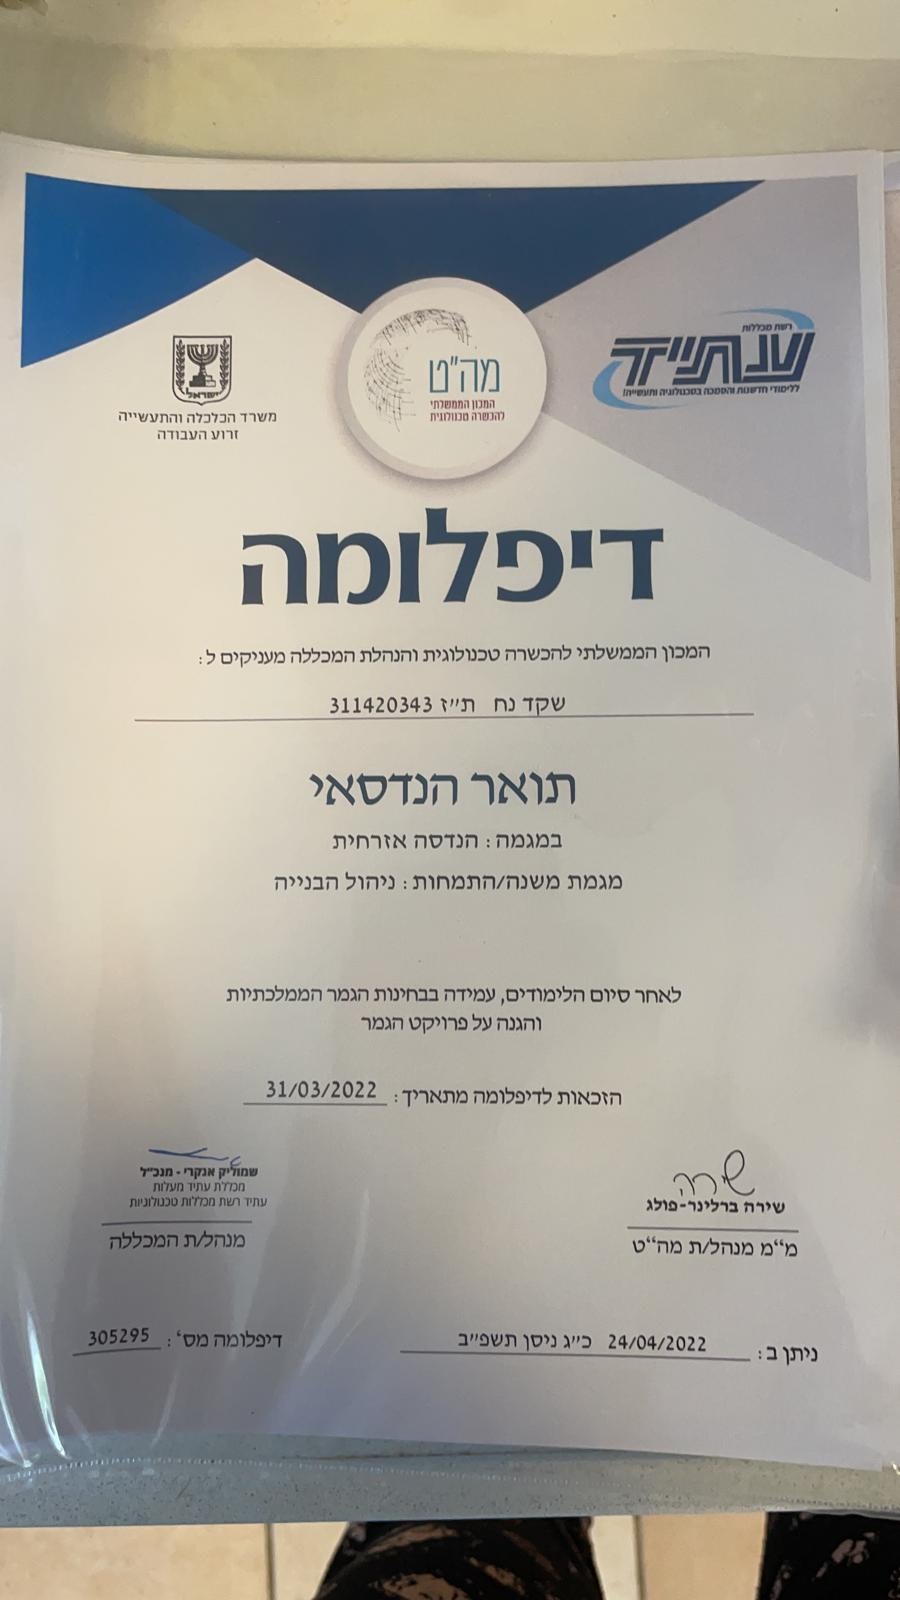 רשת מכללות
עתיד
ללימודי חדשנות והסמכה בטכנולוגיה ותעשייה!
מה"ט
המכון הממשלתי
להכשרה טכנולוגית
ישראל
משרד הכלכלה והתעשייה
זרוע העבודה
דיפלומה
המכון הממשלתי להכשרה טכנולוגית והנהלת המכללה מעניקים ל:
שקד נח ת"ז 311420343
תואר הנדסאי
במגמה: הנדסה אזרחית
מגמת משנה/התמחות: ניהול הבנייה
לאחר סיום הלימודים, עמידה בבחינות הגמר הממלכתיות
והגנה על פרויקט הגמר
הזכאות לדיפלומה מתאריך: 31/03/2022
שירה
שירה ברלינר-פולג
מ"מ מנהל/ת מה"ט
שמוליק אנקרי - מנכ"ל
מכללת עתיד מעלות
עתיד רשת מכללות טכנולוגיות
מנהל/ת המכללה
ניתן ב: 24/04/2022 כ"ג ניסן תשפ"ב
דיפלומה מס': 305295